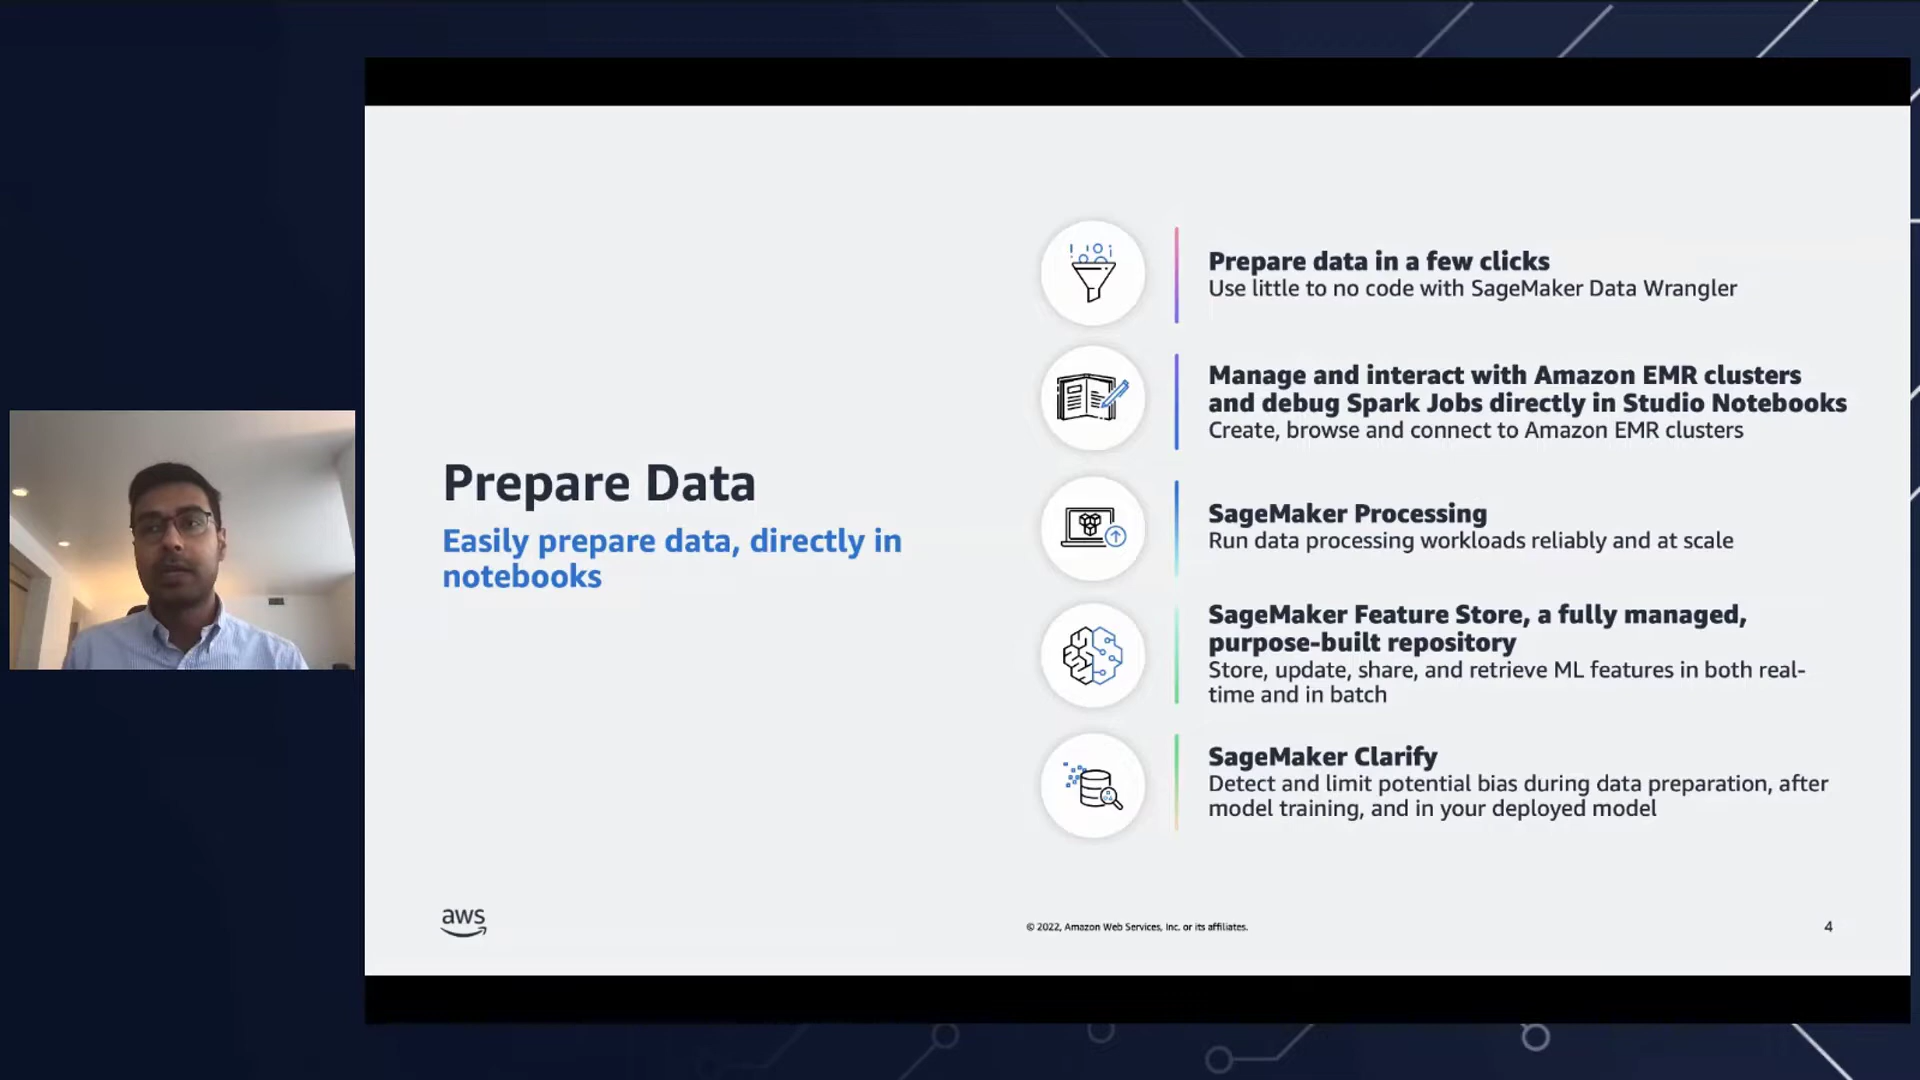 Prepare Data
Easily prepare data, directly in
notebooks
Prepare data in a few clicks
Use little to no code with SageMaker Data Wrangler
Manage and interact with Amazon EMR clusters
and debug Spark Jobs directly in Studio Notebooks
Create, browse and connect to Amazon EMR clusters
SageMaker Processing
Run data processing workloads reliably and at scale
SageMaker Feature Store, a fully managed,
purpose-built repository
Store, update, share, and retrieve ML features in both real-
time and in batch
SageMaker Clarify
Detect and limit potential bias during data preparation, after
model training, and in your deployed model
aws
© 2022, Amazon Web Services, Inc. or its affiliates.
4